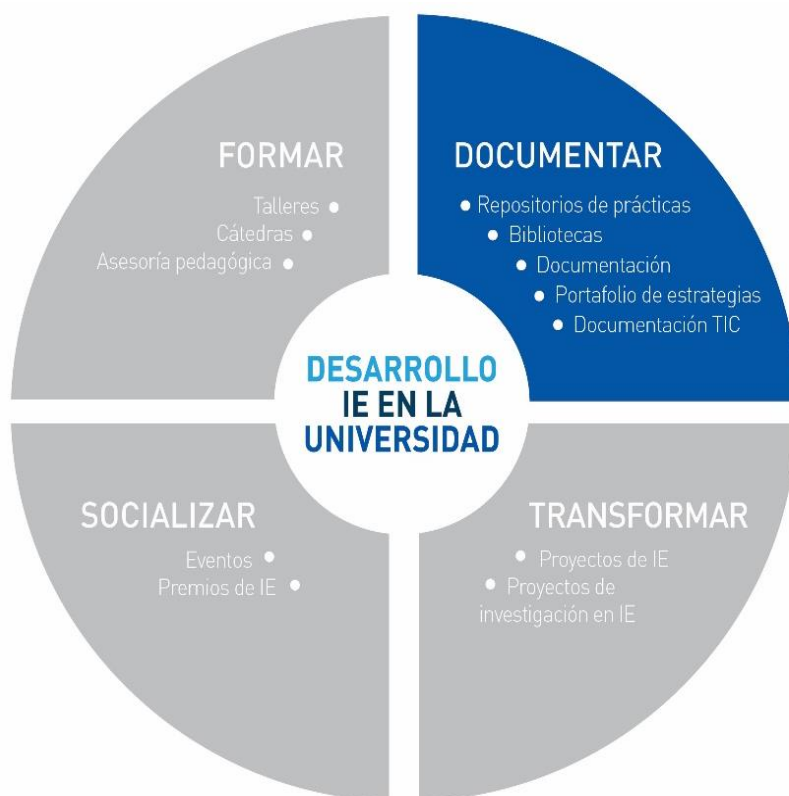 FORMAR
Talleres
Cátedras
Asesoría pedagógica
DOCUMENTAR
Repositorios de prácticas
Bibliotecas
Documentación
Portafolio de estrategias
Documentación TIC
DESARROLLO
IE EN LA
UNIVERSIDAD
SOCIALIZAR
Eventos
Premios de IE
TRANSFORMAR
Proyectos de IE
Proyectos de
investigación en IE